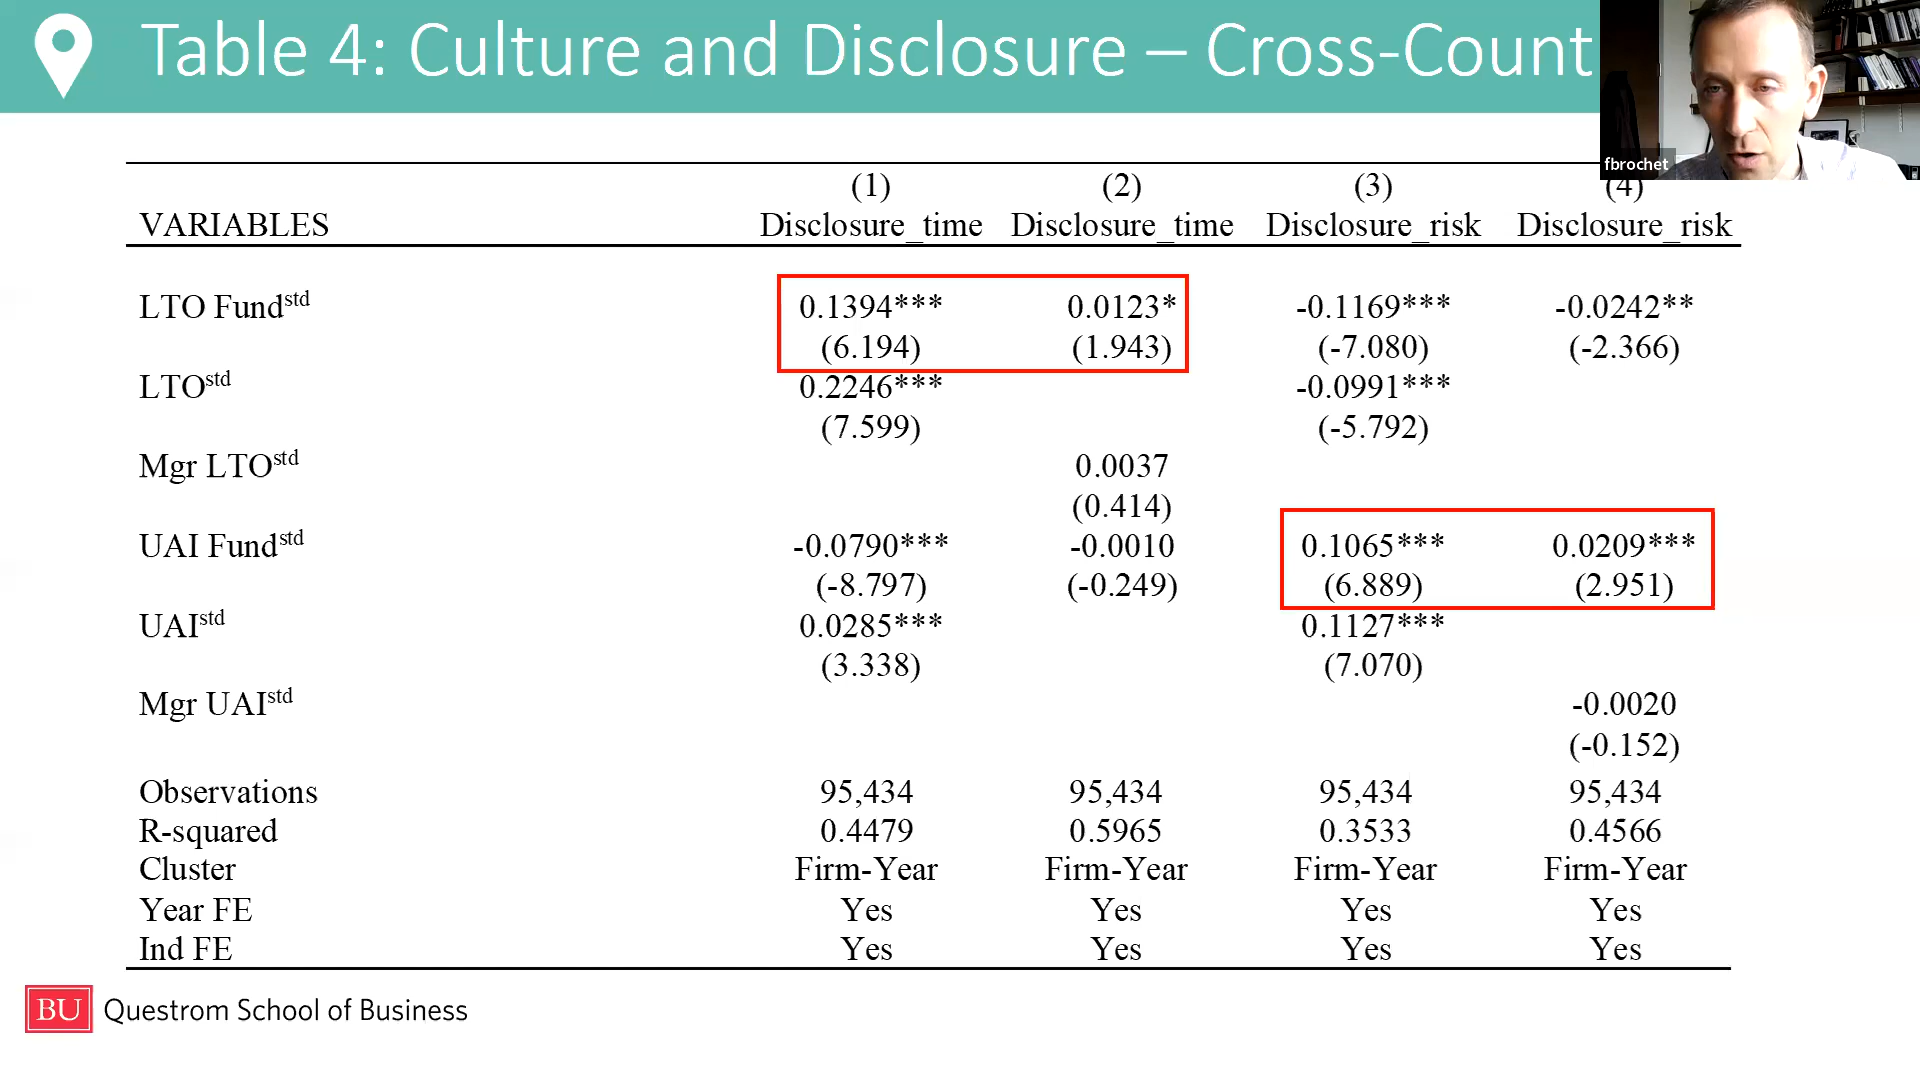 Table 4: Culture and Disclosure – Cross-Count
fbrochet
(1) (2) (3) (4)
VARIABLES Disclosure_time Disclosure_time Disclosure_risk Disclosure_risk
LTO Fundstd 0.1394*** 0.0123* -0.1169*** -0.0242**
(6.194) (1.943) (-7.080) (-2.366)
LTOstd 0.2246*** -0.0991***
(7.599) (-5.792)
Mgr LTOstd 0.0037
(0.414)
UAI Fundstd -0.0790*** -0.0010 0.1065*** 0.0209***
(-8.797) (-0.249) (6.889) (2.951)
UAIstd 0.0285*** 0.1127***
(3.338) (7.070)
Mgr UAIstd -0.0020
(-0.152)
Observations 95,434 95,434 95,434 95,434
R-squared 0.4479 0.5965 0.3533 0.4566
Cluster Firm-Year Firm-Year Firm-Year Firm-Year
Year FE Yes Yes Yes Yes
Ind FE Yes Yes Yes Yes
BU Questrom School of Business